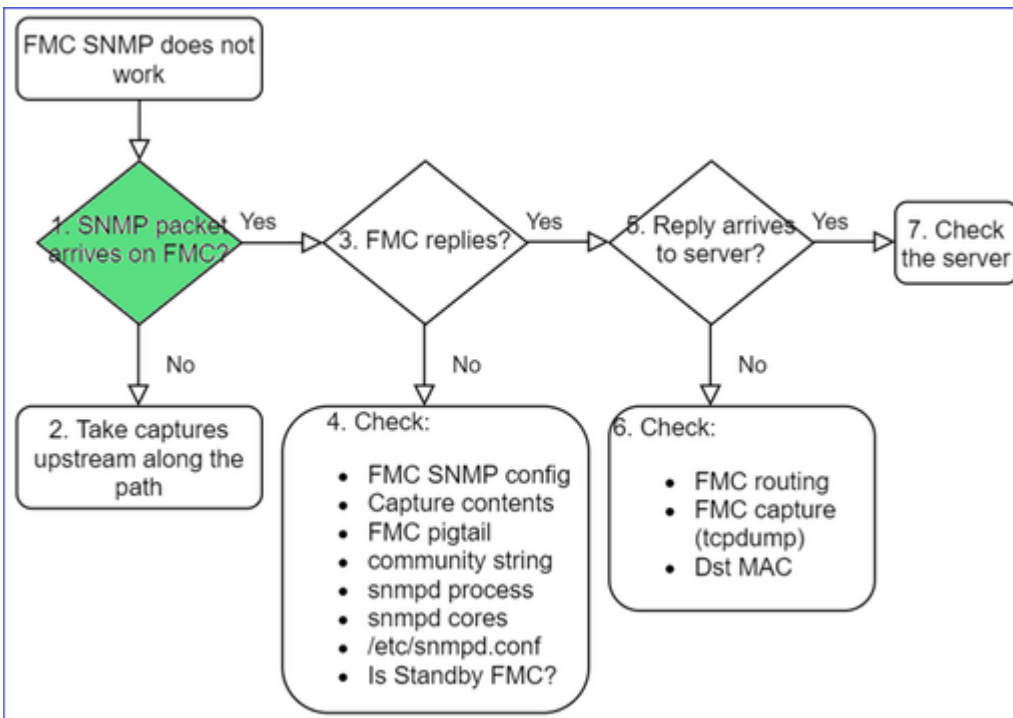 FMC SNMP does not
work
1. SNMP packet
arrives on FMC?
Yes
3. FMC replies?
Yes
5. Reply arrives
to server?
Yes
7. Check
the server
No
No
No
2. Take captures
upstream along the
path
4. Check:
• FMC SNMP config
• Capture contents
• FMC pigtail
• community string
• snmpd process
• snmpd cores
• /etc/snmpd.conf
• Is Standby FMC?
6. Check:
• FMC routing
• FMC capture
(tcpdump)
• Dst MAC